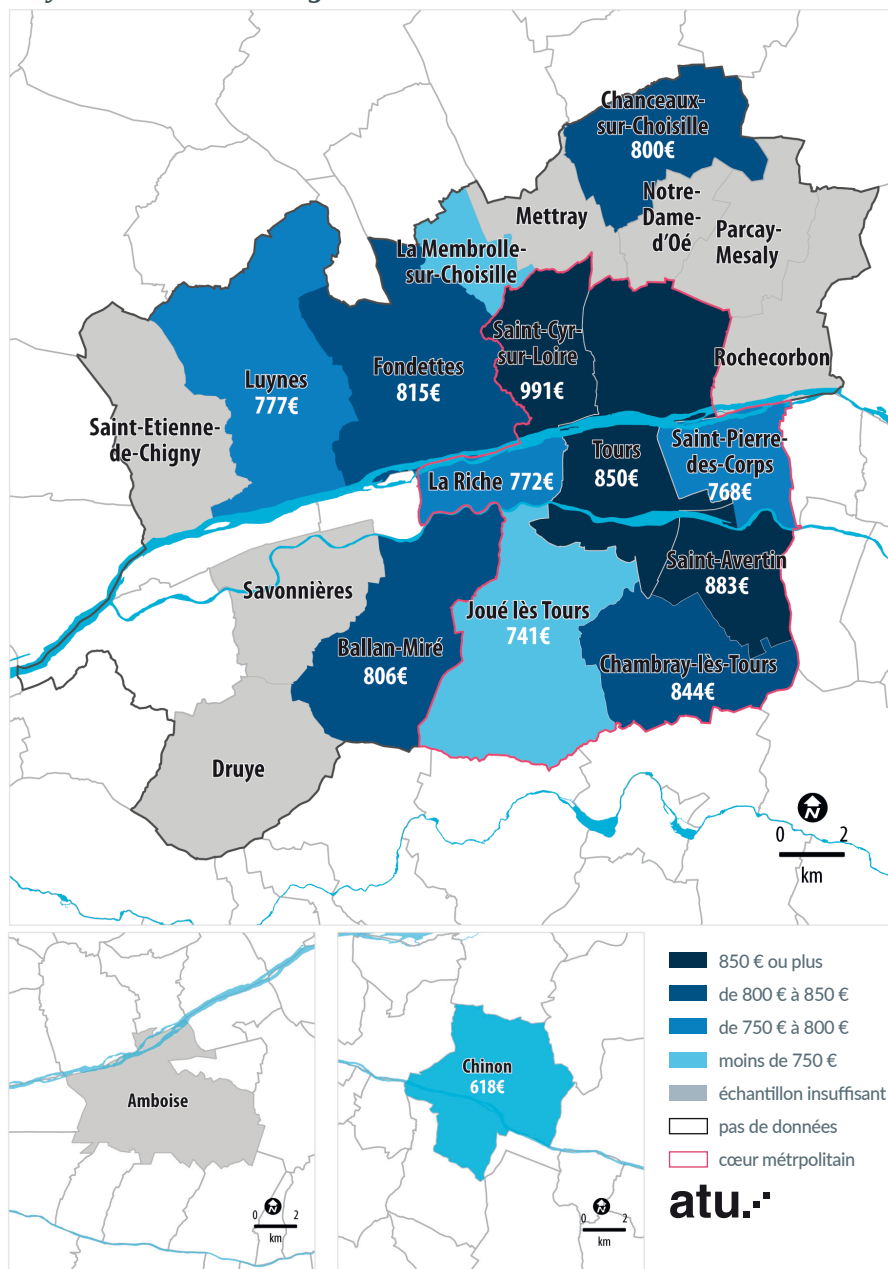 Chanceaux-
sur-Choisille
800€
Notre-
Dame-
d'Oé
Mettray
Parcay-
Mesaly
La Membrolle-
sur-Choisille
Saint-Cyr-
sur-Loire
991€
Rochecorbon
Fondettes
815€
Luynes
777€
Saint-Etienne-
de-Chigny
Tours
850€
Saint-Pierre-
des-Corps
768€
La Riche 772€
Saint-Avertin
883€
Savonnières
Joué lès Tours
741€
Ballan-Miré
806€
Chambray-lès-Tours
844€
Druye
N
0 2
km
Amboise
N
0 2
km
Chinon
618€
N
0 2
km
850 € ou plus
de 800 € à 850 €
de 750 € à 800 €
moins de 750 €
échantillon insuffisant
pas de données
cœur métrpolitain
atu